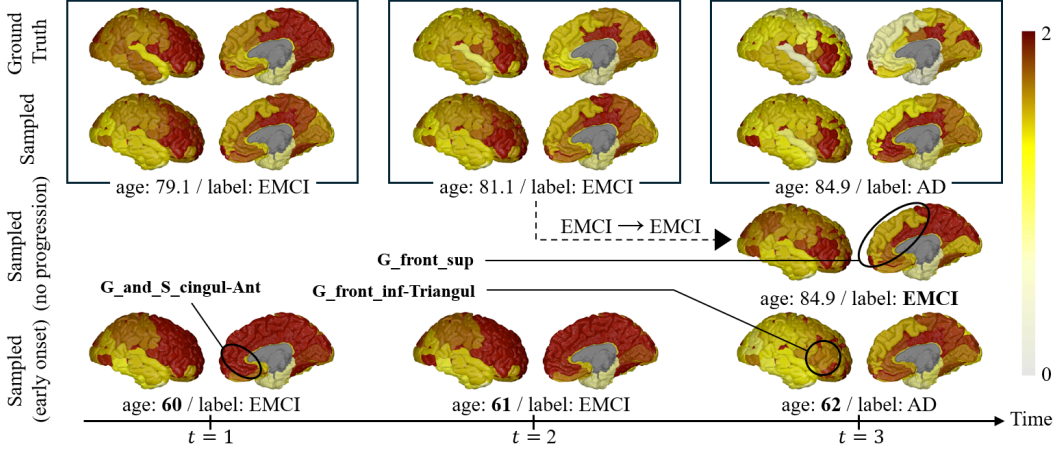 Ground
Truth
2
Sampled
age: 79.1 / label: EMCI
age: 81.1 / label: EMCI
age: 84.9 / label: AD
Sampled
(no progression)
EMCI → EMCI
G_front_sup
G_and_S_cingul-Ant
G_front_inf-Triangul
age: 84.9 / label: EMCI
Sampled
(early onset)
0
age: 60 / label: EMCI
age: 61 / label: EMCI
age: 62 / label: AD
Time
t = 1
t = 2
t = 3